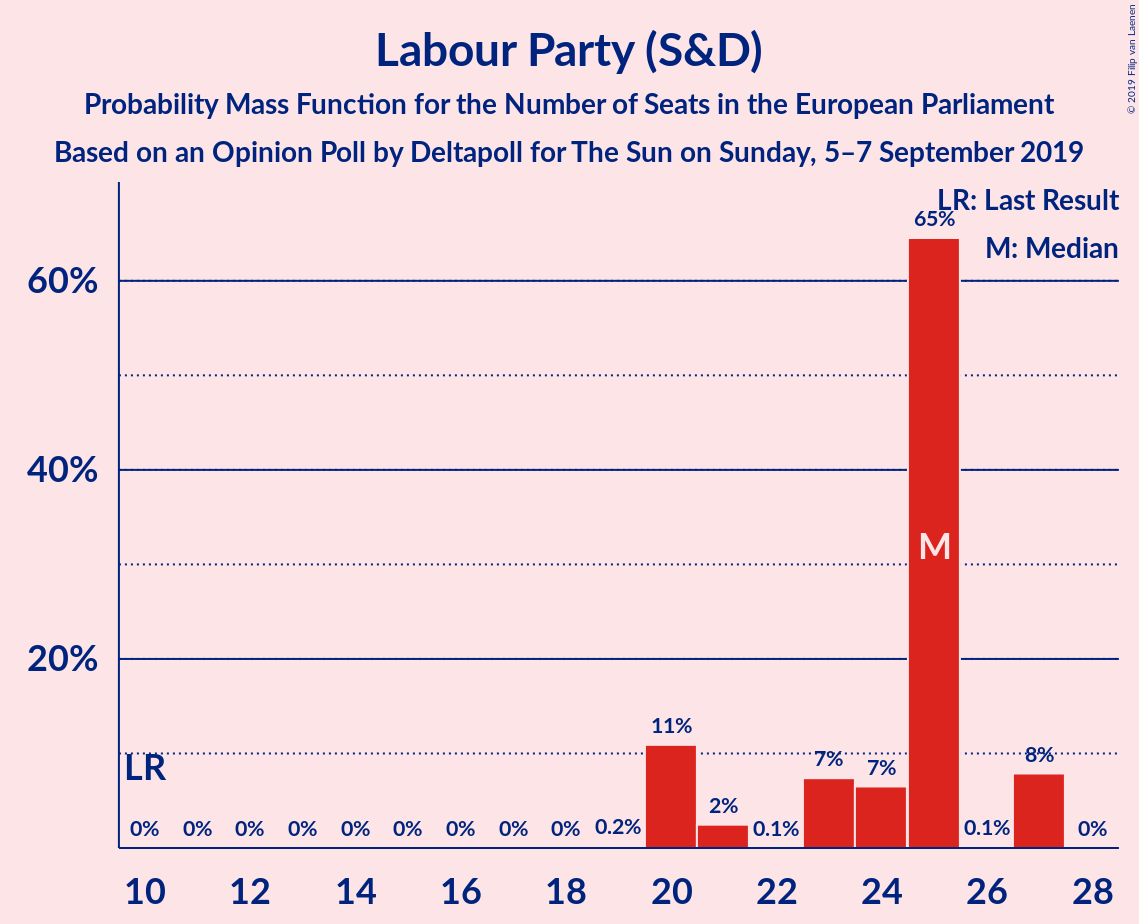 Labour Party (S&D)
Probability Mass Function for the Number of Seats in the European Parliament
Based on an Opinion Poll by Deltapoll for The Sun on Sunday, 5–7 September 2019
© 2019 Filip van Laenen
LR: Last Result
M: Median
60%
40%
20%
65%
M
11%
2%
7%
7%
8%
LR
0% 0% 0% 0% 0% 0% 0% 0% 0% 0.2% 0.1% 0.1% 0%
10 12 14 16 18 20 22 24 26 28